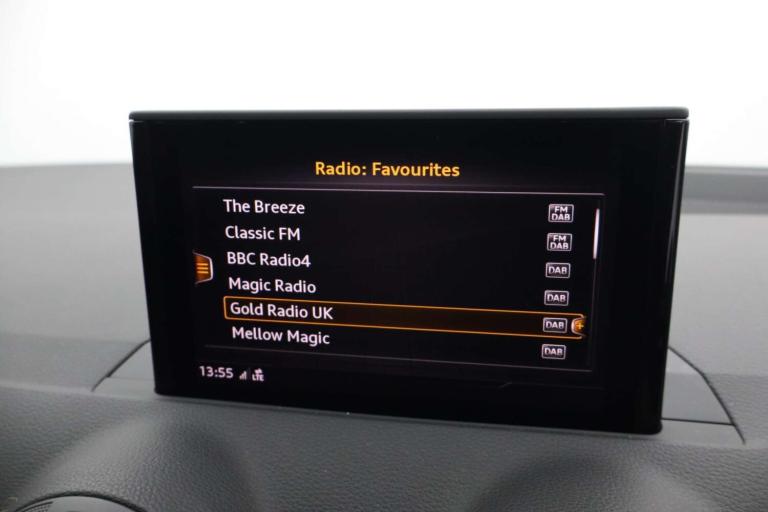 Radio: Favourites
The Breeze FM DAB
Classic FM FM DAB
BBC Radio4 DAB
Magic Radio DAB
Gold Radio UK DAB
Mellow Magic DAB
13:55 LTE